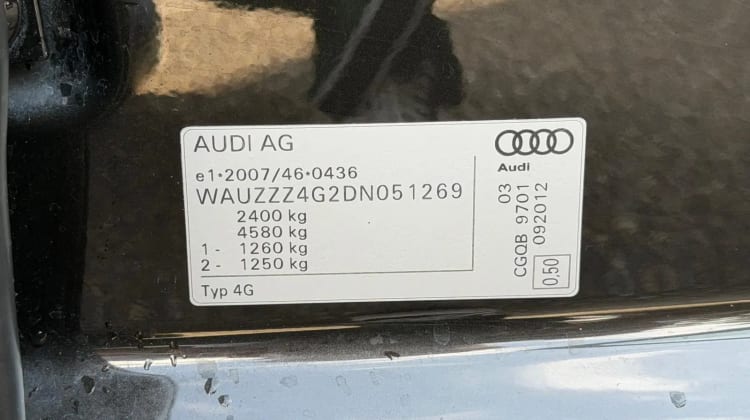 AUDI AG
e1•2007/46•0436
WAUZZZ4G2DN051269
2400 kg
4580 kg
1 - 1260 kg
2 - 1250 kg
Typ 4G
Audi
03
CGQB 9701
092012
0,50